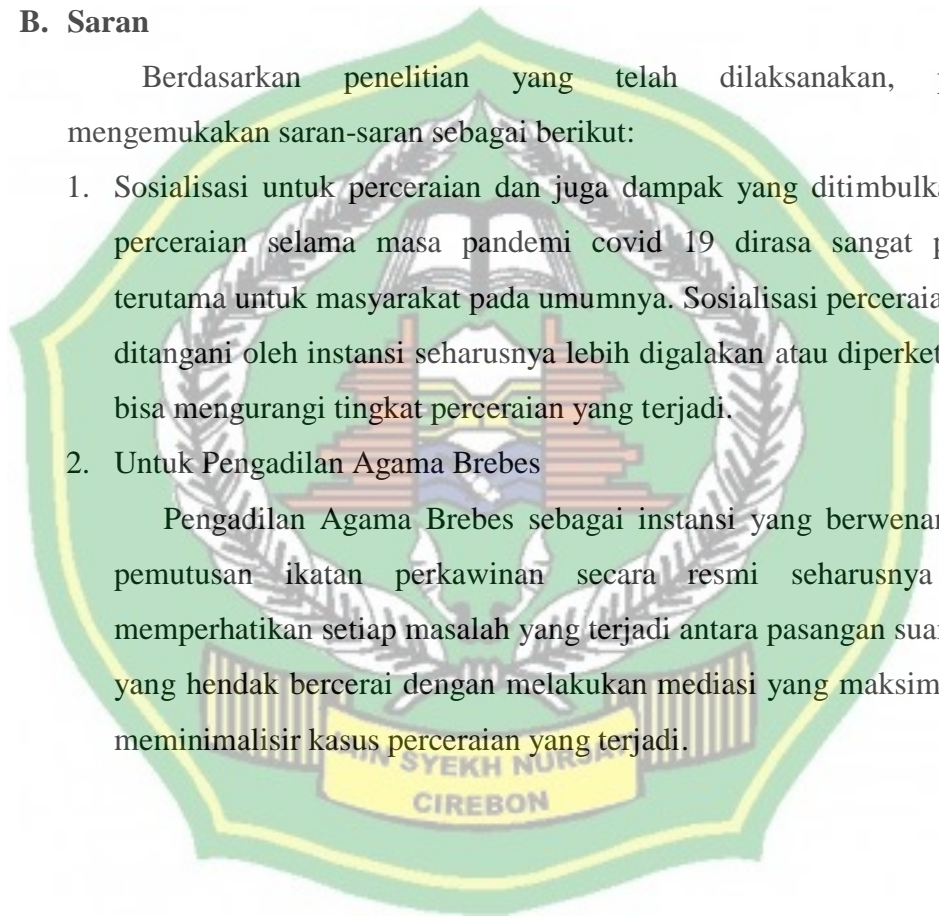 B. Saran
Berdasarkan penelitian yang telah dilaksanakan,
mengemukakan saran-saran sebagai berikut:
1. Sosialisasi untuk perceraian dan juga dampak yang ditimbulk
perceraian selama masa pandemi covid 19 dirasa sangat p
terutama untuk masyarakat pada umumnya. Sosialisasi perceraia
ditangani oleh instansi seharusnya lebih digalakan atau diperket
bisa mengurangi tingkat perceraian yang terjadi.
2. Untuk Pengadilan Agama Brebes
Pengadilan Agama Brebes sebagai instansi yang berwenan
pemutusan ikatan perkawinan secara resmi seharusnya
memperhatikan setiap masalah yang terjadi antara pasangan sua
yang hendak bercerai dengan melakukan mediasi yang maksim
meminimalisir kasus perceraian yang terjadi.
IAIN SYEKH NURJATI
CIREBON